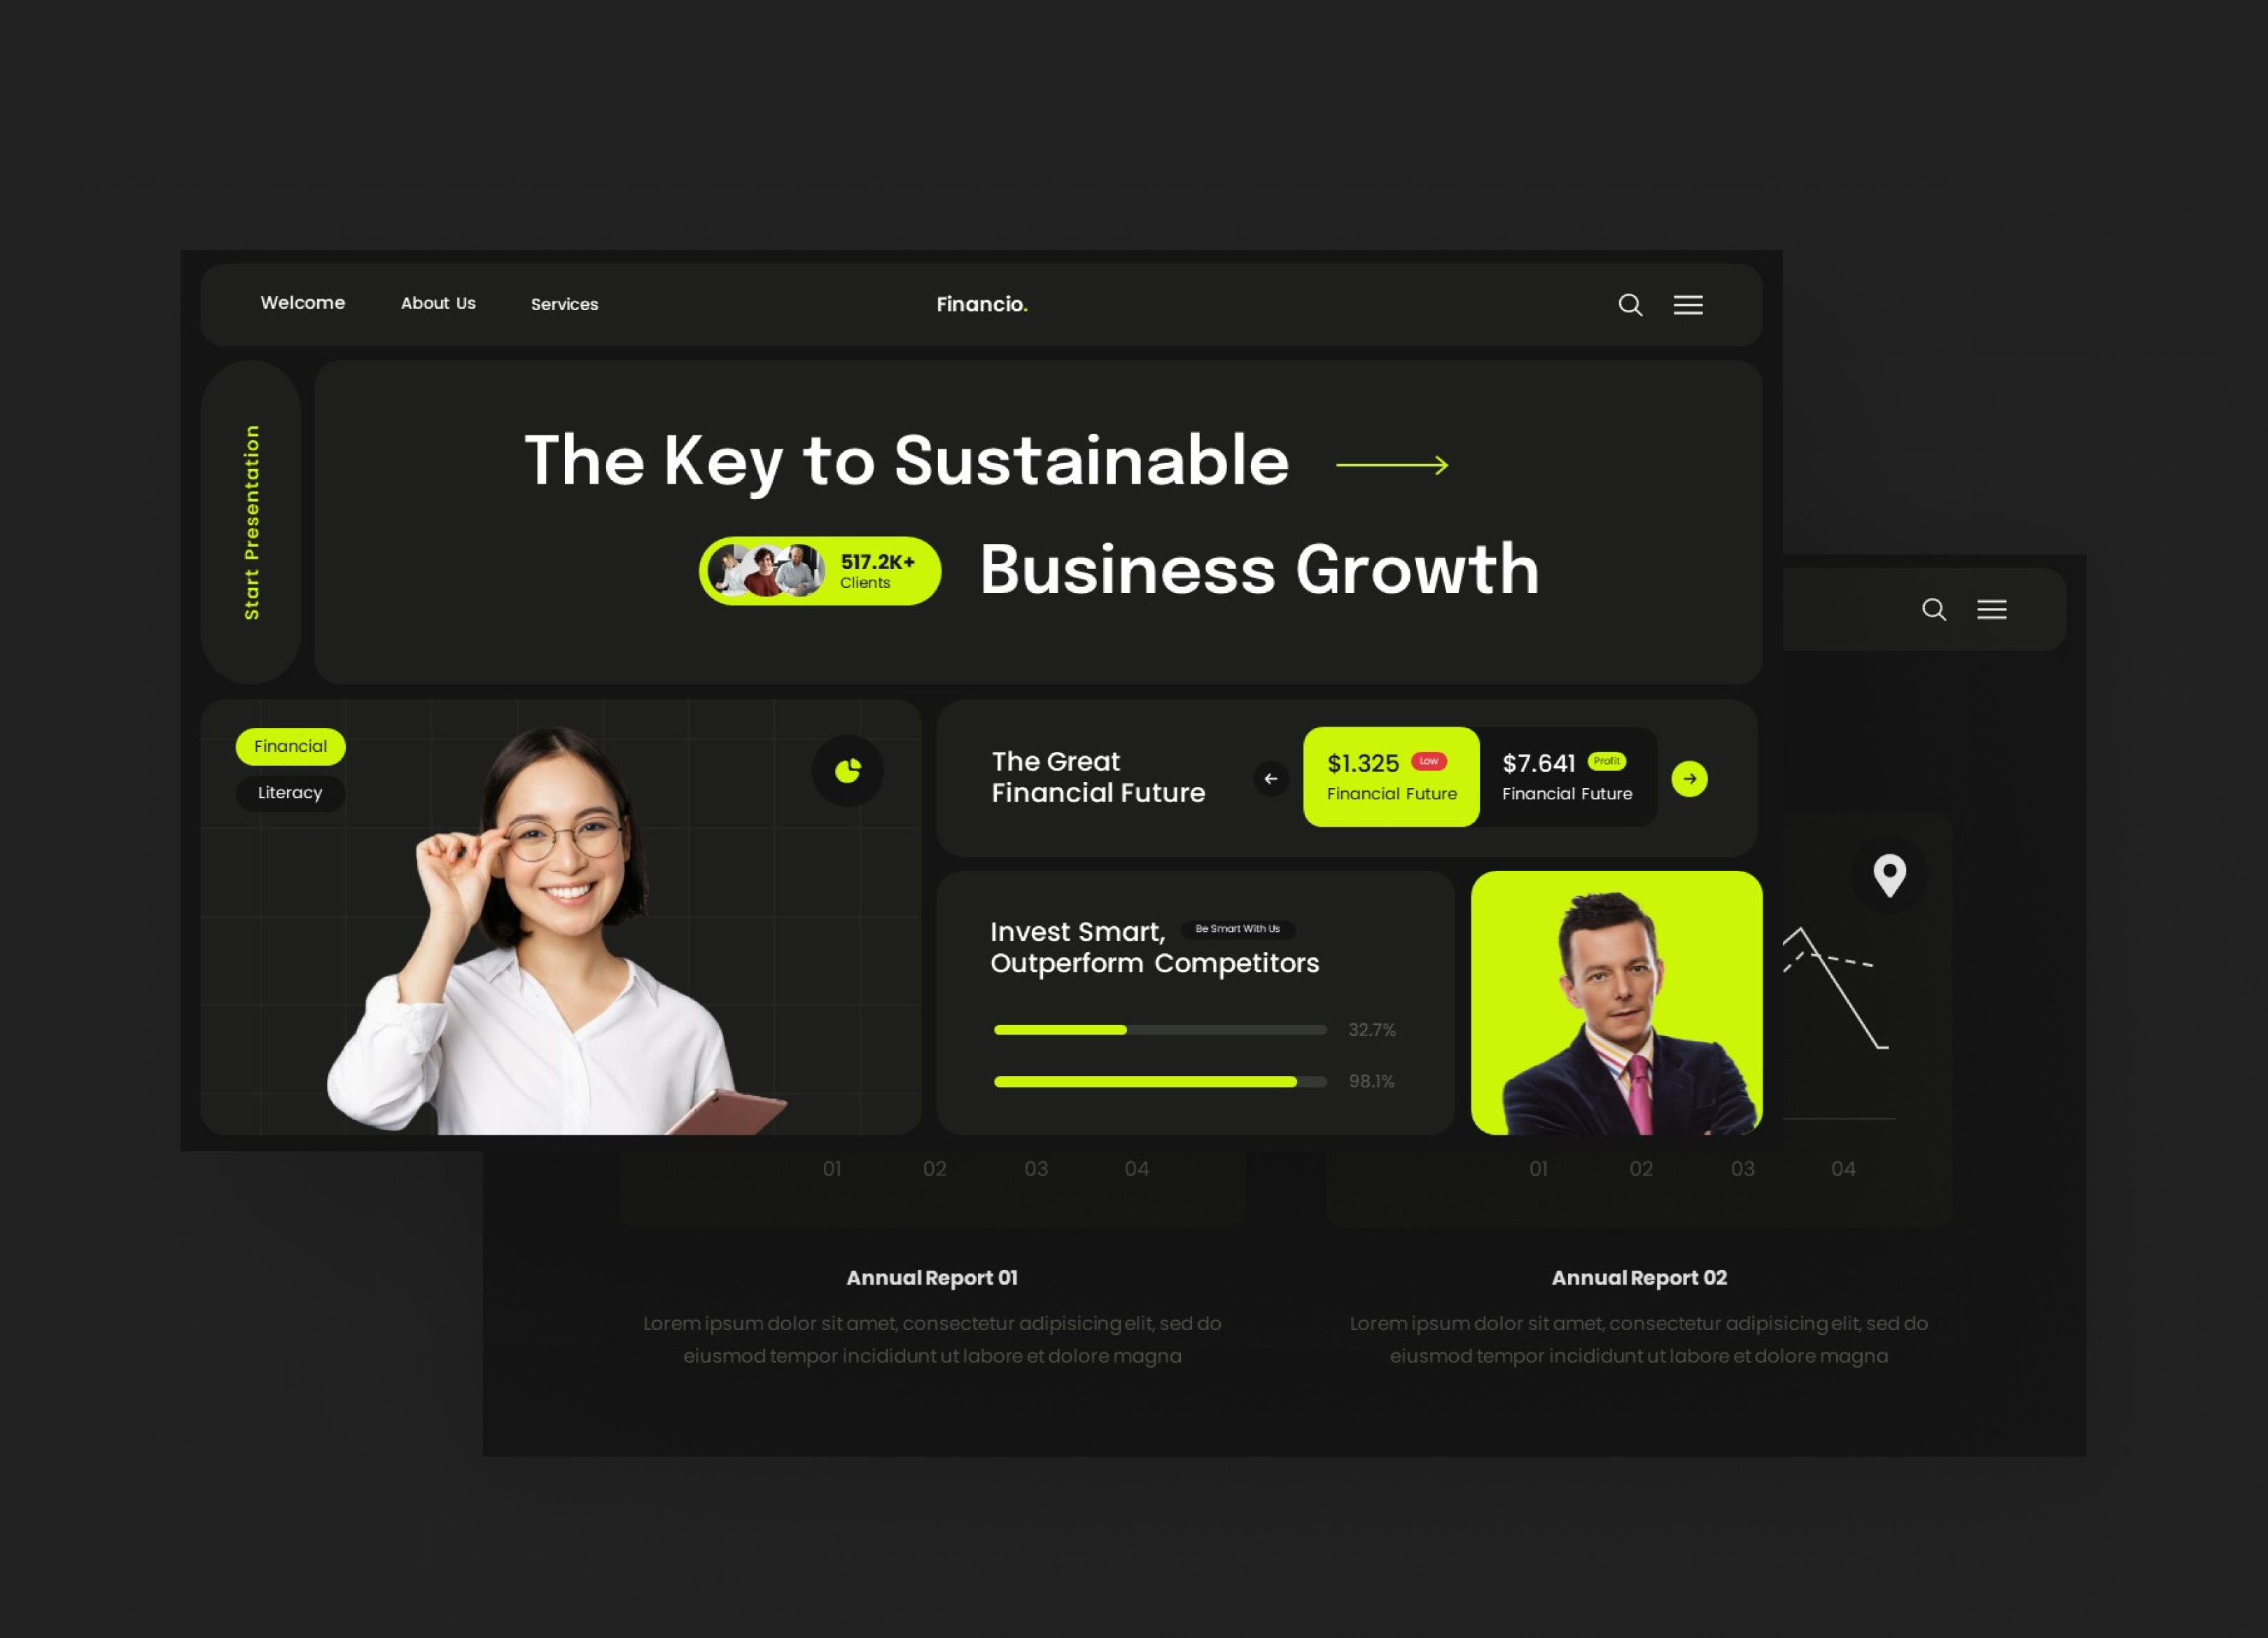 Welcome
About Us
Services
Financio.
Start Presentation
The Key to Sustainable
517.2K+
Clients
Business Growth
Financial
Literacy
The Great
Financial Future
$1.325
Low
Financial Future
$7.641
Profit
Financial Future
Invest Smart,
Be Smart With Us
Outperform Competitors
32.7%
98.1%
01
02
03
04
01
02
03
04
Annual Report 01
Lorem ipsum dolor sit amet, consectetur adipisicing elit, sed do
eiusmod tempor incididunt ut labore et dolore magna
Annual Report 02
Lorem ipsum dolor sit amet, consectetur adipisicing elit, sed do
eiusmod tempor incididunt ut labore et dolore magna